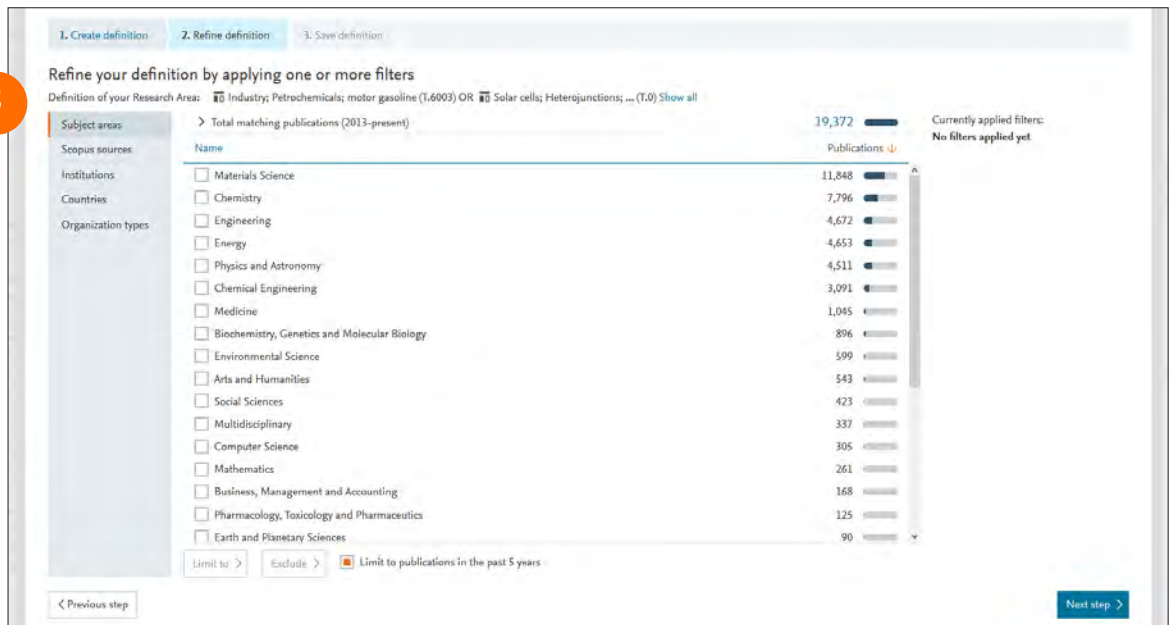 1. Create definition 2. Refine definition 3. Save definition
Refine your definition by applying one or more filters
Definition of your Research Area: Industry; Petrochemicals; motor gasoline (T.6003) OR Solar cells; Heterojunctions; ... (T.0) Show all
Subject areas
Scopus sources
Institutions
Countries
Organization types
> Total matching publications (2013-present) 19,372
Name Publications
Materials Science 11,848
Chemistry 7,796
Engineering 4,672
Energy 4,653
Physics and Astronomy 4,511
Chemical Engineering 3,091
Medicine 1,045
Biochemistry, Genetics and Molecular Biology 896
Environmental Science 599
Arts and Humanities 543
Social Sciences 423
Multidisciplinary 337
Computer Science 305
Mathematics 261
Business, Management and Accounting 168
Pharmacology, Toxicology and Pharmaceutics 125
Earth and Planetary Sciences 90
Currently applied filters:
No filters applied yet
Limit to > Exclude > Limit to publications in the past 5 years
< Previous step Next step >